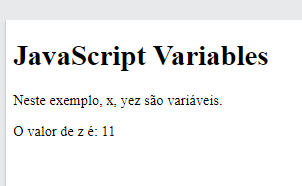 JavaScript Variables
Neste exemplo, x, yez são variáveis.
O valor de z é: 11